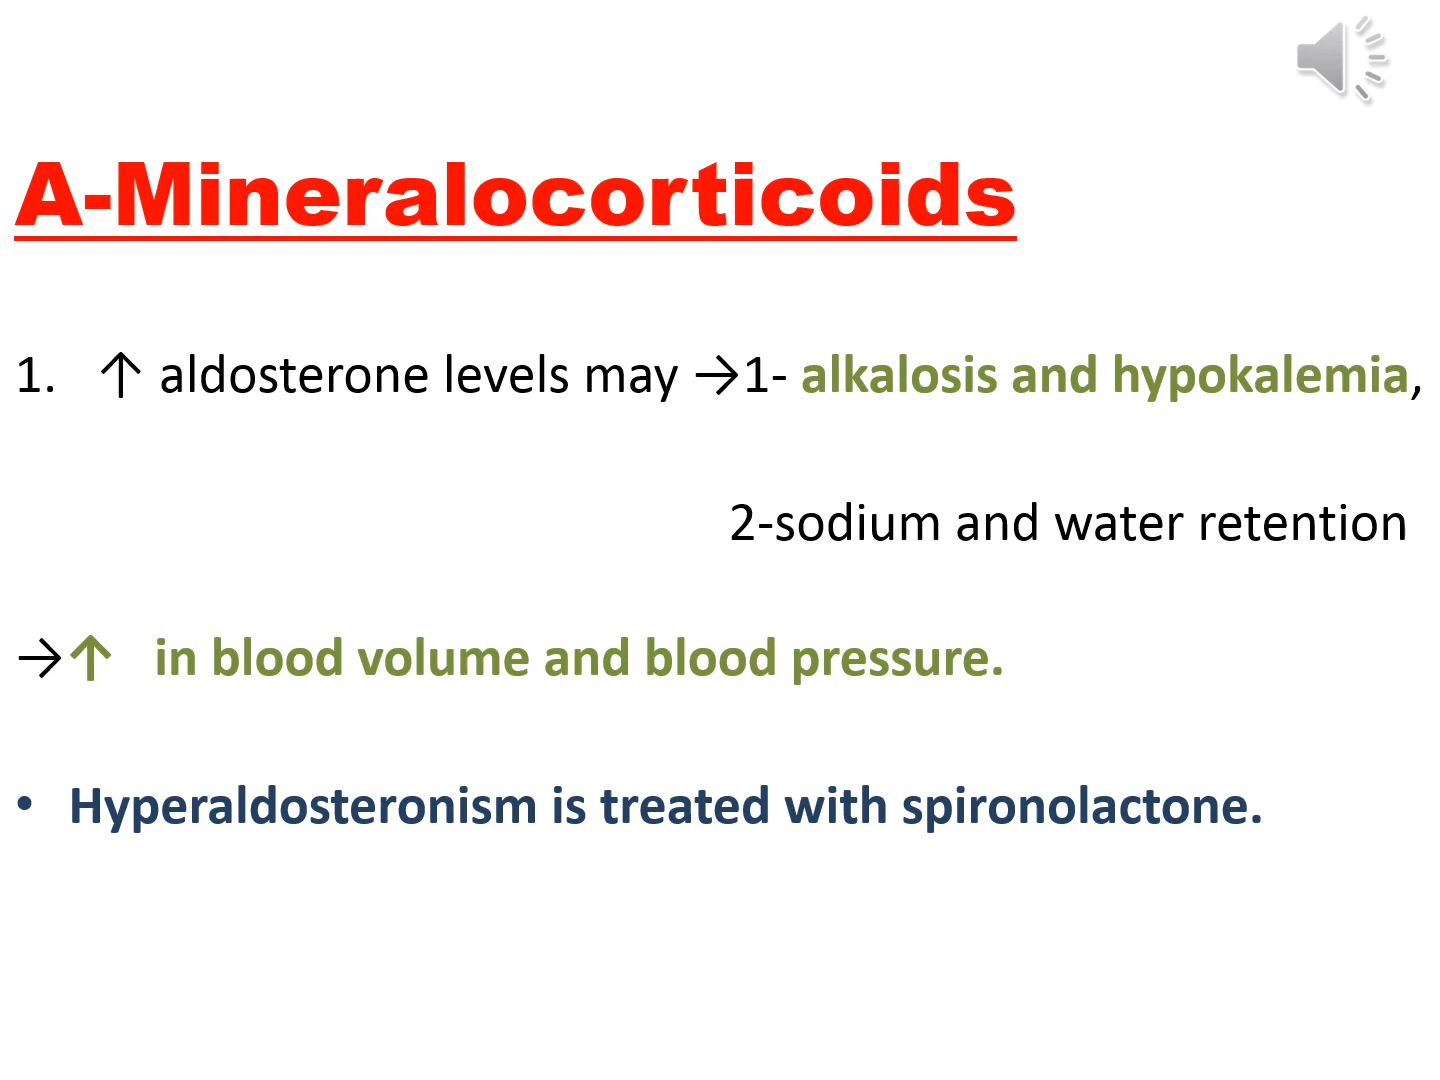 A-Mineralocorticoids
1. ↑ aldosterone levels may →1- alkalosis and hypokalemia,
2-sodium and water retention
→↑ in blood volume and blood pressure.
• Hyperaldosteronism is treated with spironolactone.